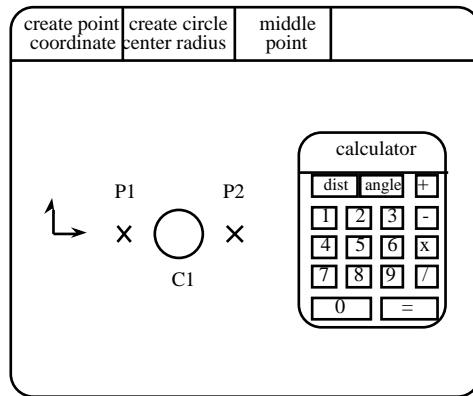 create point
coordinate
create circle
center radius
middle
point
calculator
dist angle +
1 2 3 -
4 5 6 x
7 8 9 /
0 =
P1
P2
C1